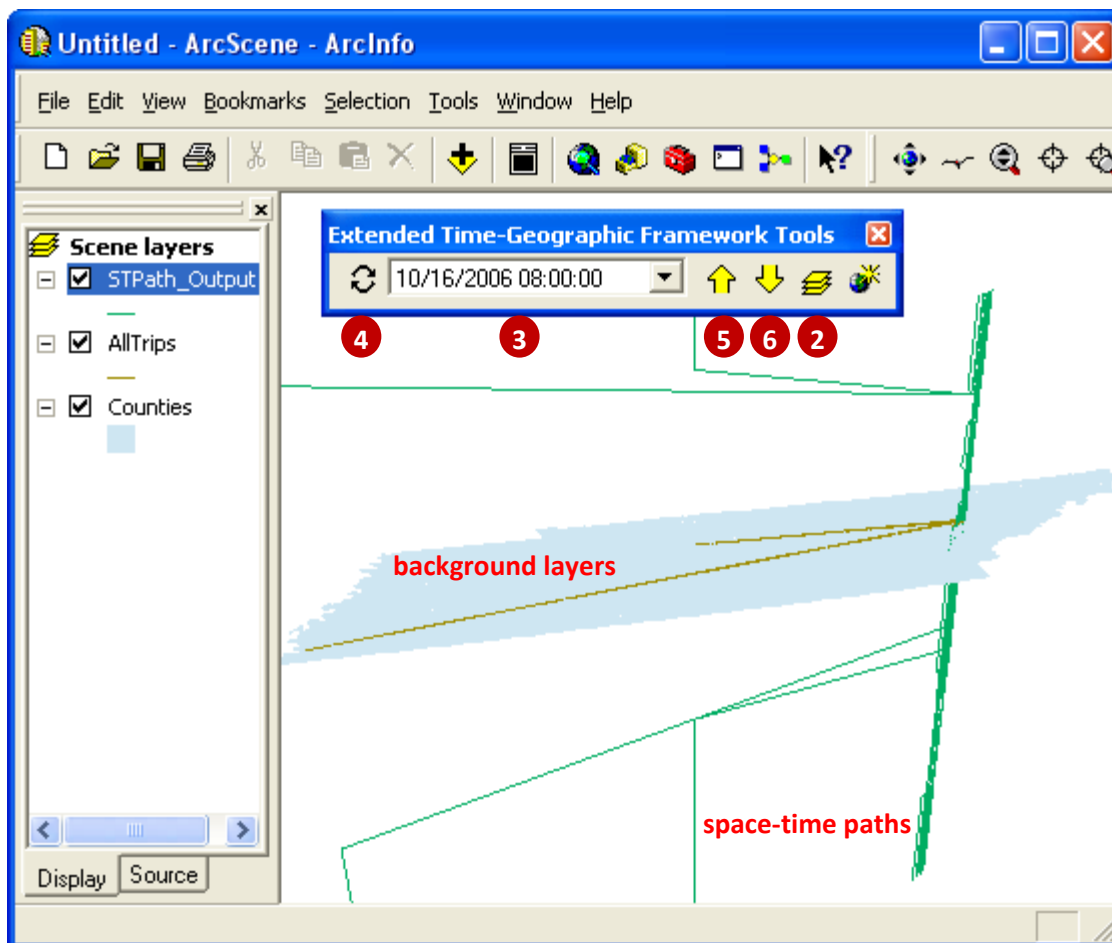 Untitled - ArcScene - ArcInfo
File Edit View Bookmarks Selection Tools Window Help
Scene layers
STPath_Output
AllTrips
Counties
Display Source
Extended Time-Geographic Framework Tools
10/16/2006 08:00:00
4 3 5 6 2
background layers
space-time paths